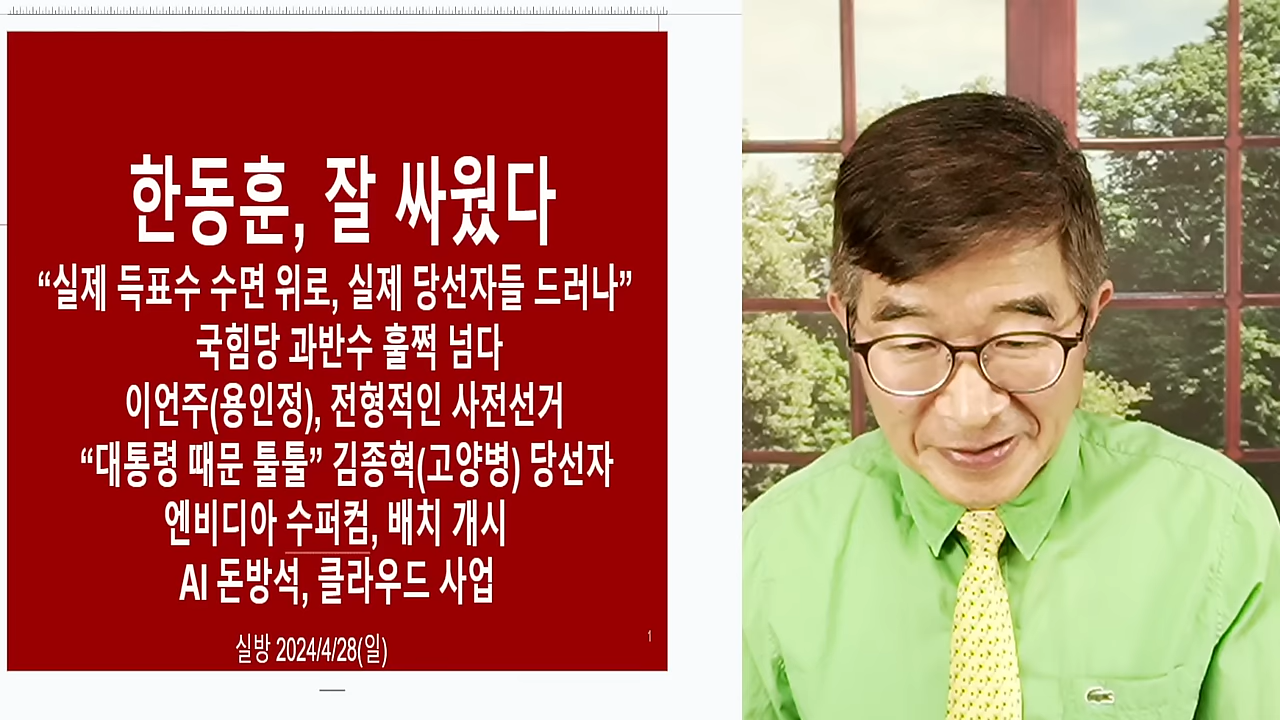 한동훈, 잘 싸웠다
“실제 득표수 수면 위로, 실제 당선자들 드러나”
국힘당 과반수 훌쩍 넘다
이언주(용인정), 전형적인 사전선거
“대통령 때문 툴툴” 김종혁(고양병) 당선자
엔비디아 수퍼컴, 배치 개시
AI 돈방석, 클라우드 사업
실방 2024/4/28(일)
1